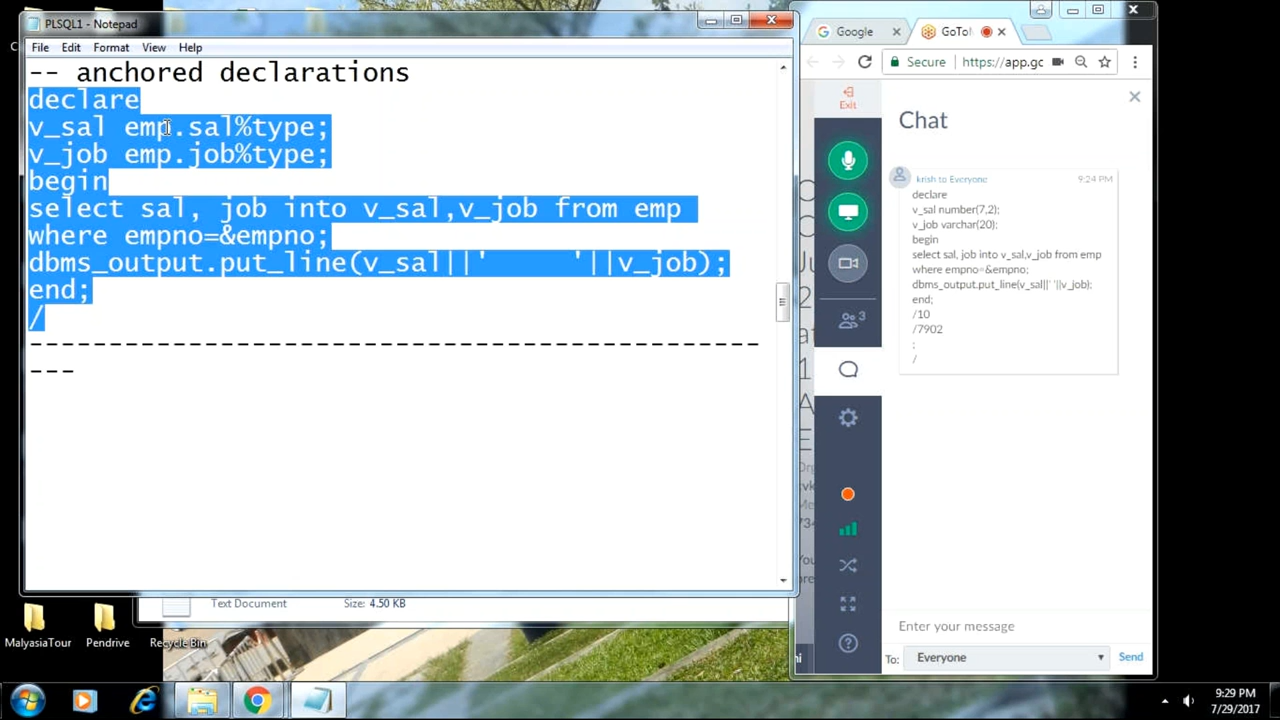 PLSQL1 - Notepad
File Edit Format View Help
-- anchored declarations
declare
v_sal emp.sal%type;
v_job emp.job%type;
begin
select sal, job into v_sal,v_job from emp
where empno=&empno;
dbms_output.put_line(v_sal||'      '||v_job);
end;
/
----------------------------------------------
---
Text Document Size: 4.50 KB
MalyasiaTour Pendrive Recycle Bin
Google GoTo
Secure https://app.gc
Exit
Chat
krish to Everyone 9:24 PM
declare
v_sal number(7,2);
v_job varchar(20);
begin
select sal, job into v_sal,v_job from emp
where empno=&empno;
dbms_output.put_line(v_sal||' '||v_job);
end;
/10
/7902
;
/
3
Enter your message
To: Everyone Send
9:29 PM
7/29/2017